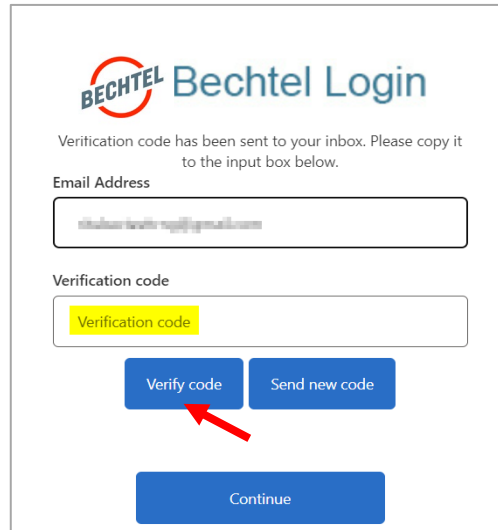 BECHTEL Bechtel Login
Verification code has been sent to your inbox. Please copy it
to the input box below.
Email Address
Verification code
Verification code
Verify code Send new code
Continue